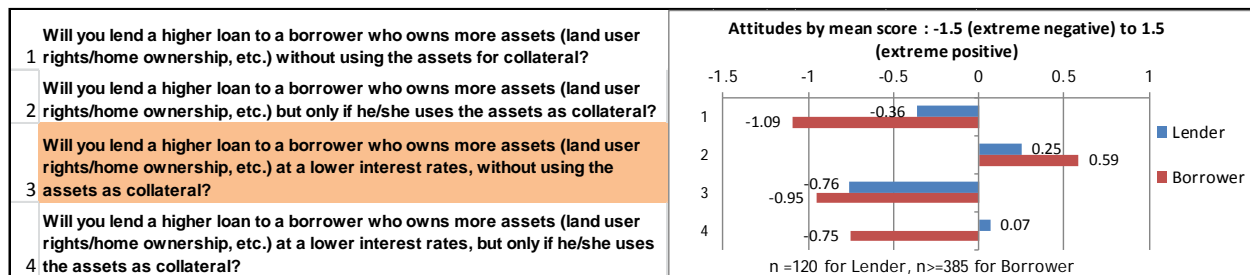 Will you lend a higher loan to a borrower who owns more assets (land user
1 rights/home ownership, etc.) without using the assets for collateral?
Will you lend a higher loan to a borrower who owns more assets (land user
2 rights/home ownership, etc.) but only if he/she uses the assets as collateral?
Will you lend a higher loan to a borrower who owns more assets (land user
rights/home ownership, etc.) at a lower interest rates, without using the
3 assets as collateral?
Will you lend a higher loan to a borrower who owns more assets (land user
rights/home ownership, etc.) at a lower interest rates, but only if he/she uses
4 the assets as collateral?
Attitudes by mean score : -1.5 (extreme negative) to 1.5
(extreme positive)
-1.5 -1 -0.5 0 0.5 1
1 -0.36
-1.09
2 0.25
0.59
3 -0.76
-0.95
4 0.07
-0.75
Lender
Borrower
n =120 for Lender, n>=385 for Borrower